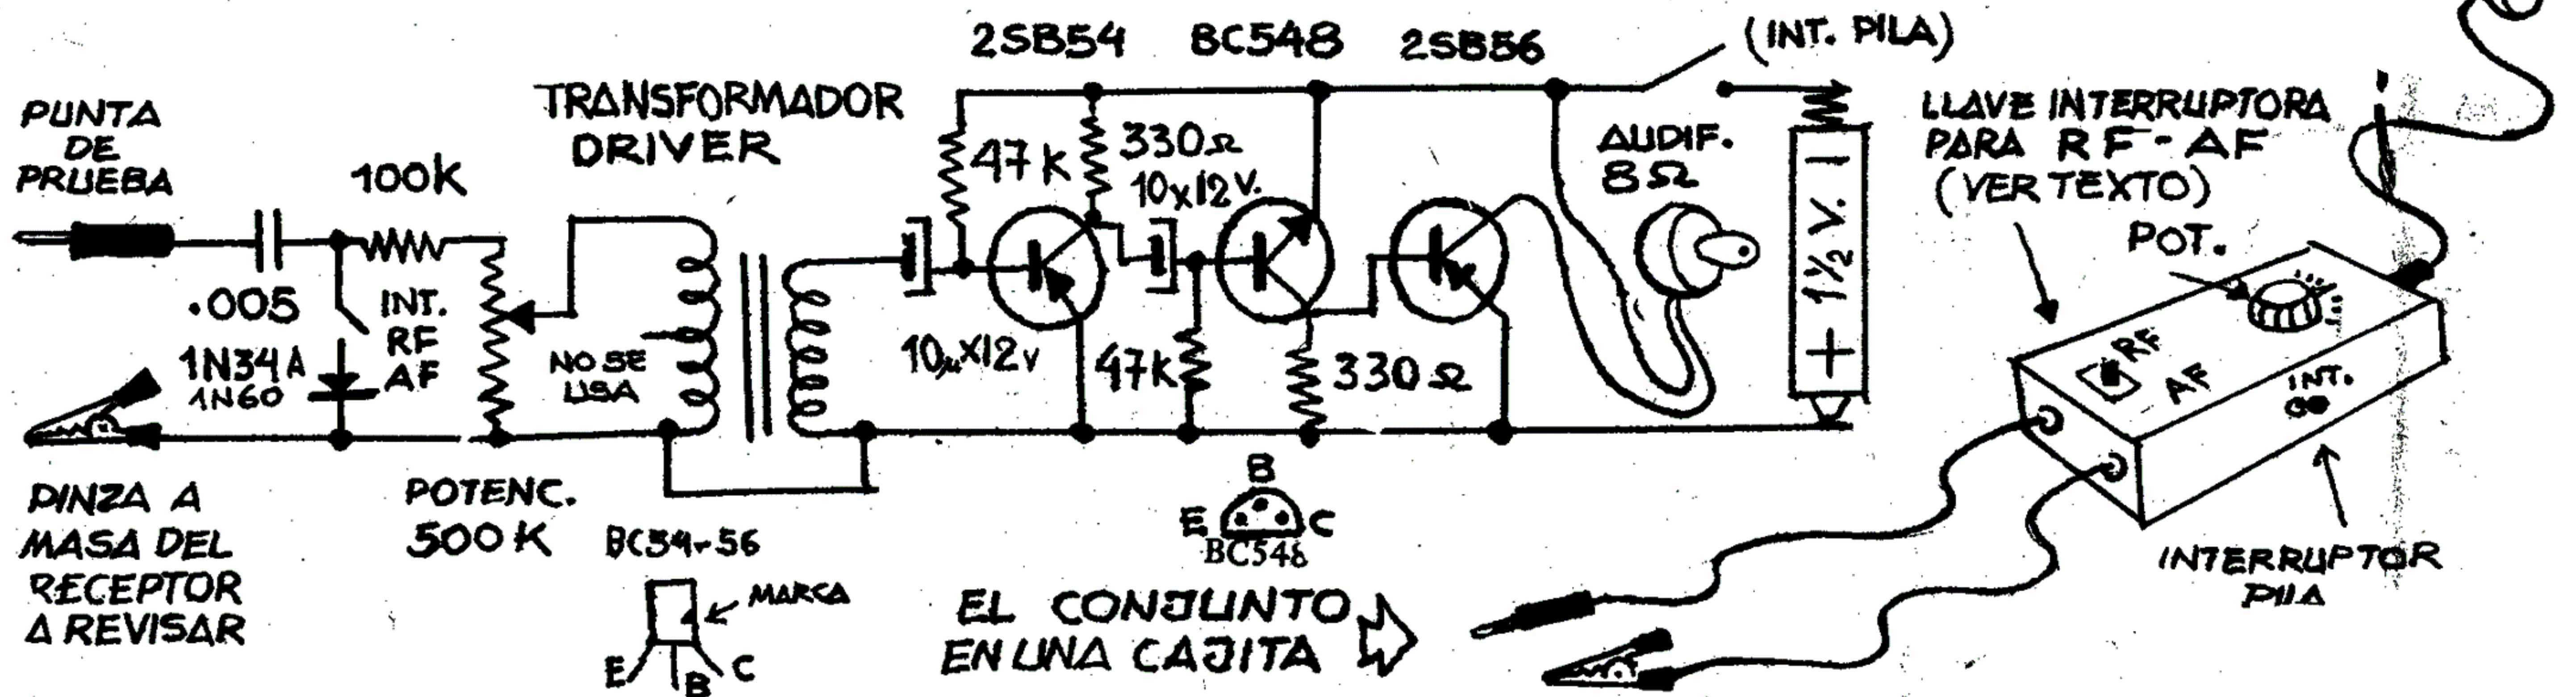 2SB54 BC548 2SB56
(INT. PILA)
TRANSFORMADOR
DRIVER
PUNTA
DE
PRUEBA
100K
.005
INT.
RF
AF
1N34A
1N60
NO SE
USA
47K
330Ω
10x12V.
10µx12v
47K
330Ω
AUDIF.
8Ω
+ 1½ V. -
PINZA A
MASA DEL
RECEPTOR
A REVISAR
POTENC.
500K
BC54-56
MARCA
E B C
B
E C
BC548
EL CONJUNTO
EN UNA CAJITA
LLAVE INTERRUPTORA
PARA RF-AF
(VER TEXTO)
POT.
RF
AF
INT.
INTERRUPTOR
PILA